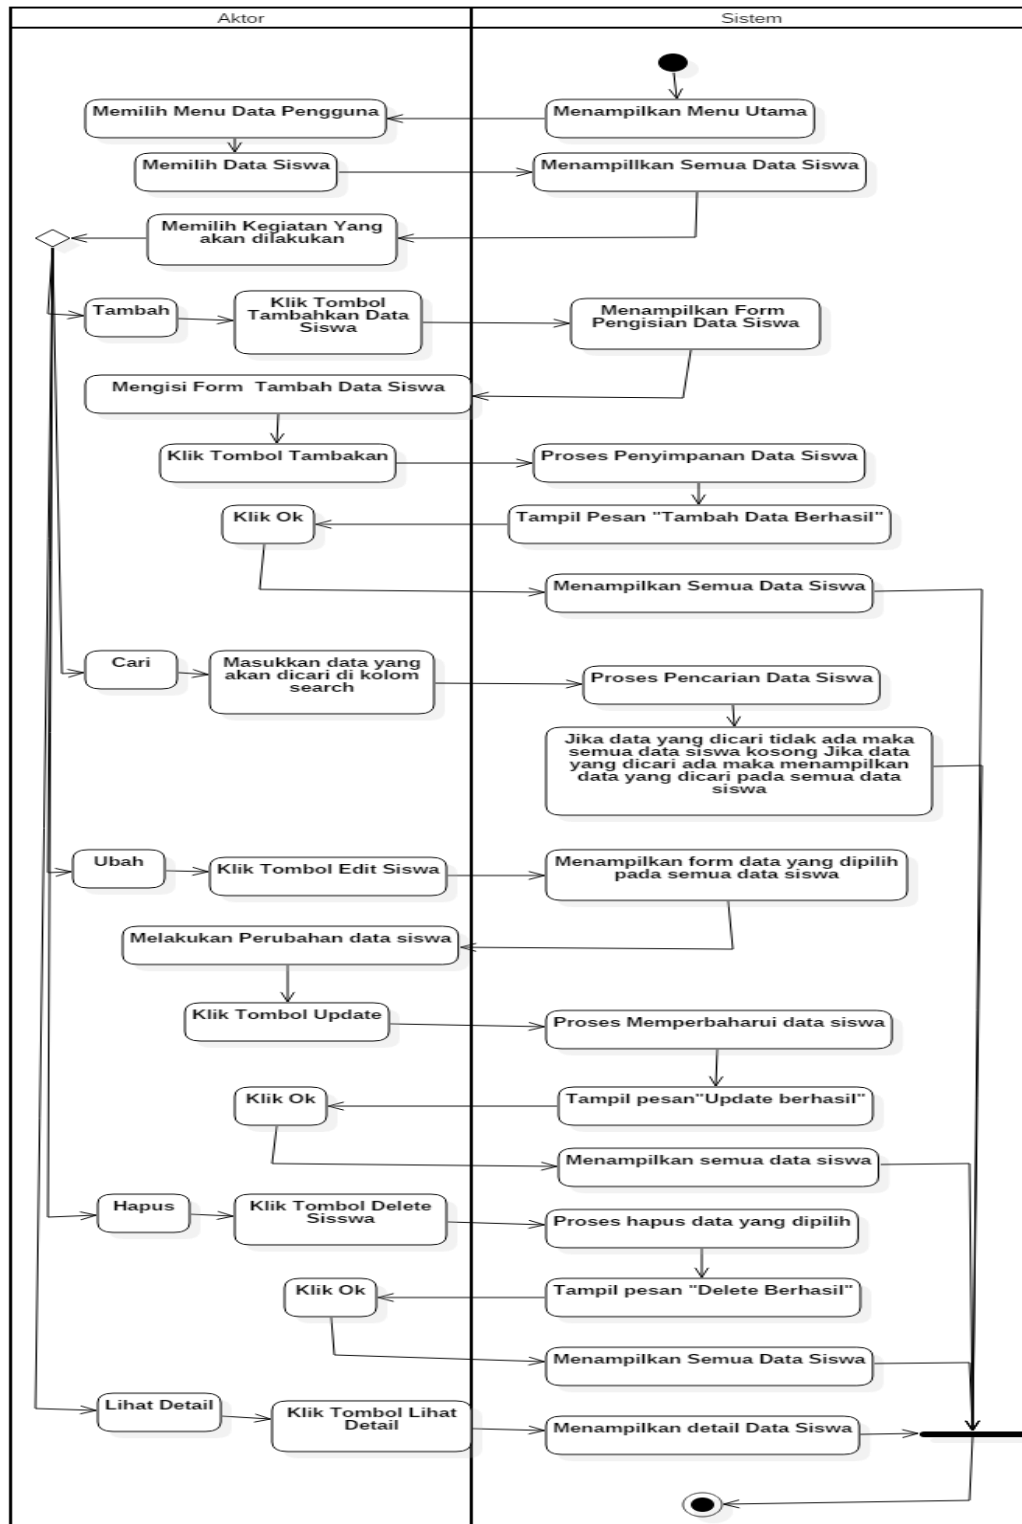 Aktor
Sistem
Menampilkan Menu Utama
Memilih Menu Data Pengguna
Memilih Data Siswa
Menampillkan Semua Data Siswa
Memilih Kegiatan Yang
akan dilakukan
Tambah
Klik Tombol
Tambahkan Data
Siswa
Menampilkan Form
Pengisian Data Siswa
Mengisi Form  Tambah Data Siswa
Klik Tombol Tambakan
Proses Penyimpanan Data Siswa
Tampil Pesan "Tambah Data Berhasil"
Klik Ok
Menampilkan Semua Data Siswa
Cari
Masukkan data yang
akan dicari di kolom
search
Proses Pencarian Data Siswa
Jika data yang dicari tidak ada maka
semua data siswa kosong Jika data
yang dicari ada maka menampilkan
data yang dicari pada semua data
siswa
Ubah
Klik Tombol Edit Siswa
Menampilkan form data yang dipilih
pada semua data siswa
Melakukan Perubahan data siswa
Klik Tombol Update
Proses Memperbaharui data siswa
Tampil pesan"Update berhasil"
Klik Ok
Menampilkan semua data siswa
Hapus
Klik Tombol Delete
Sisswa
Proses hapus data yang dipilih
Tampil pesan "Delete Berhasil"
Klik Ok
Menampilkan Semua Data Siswa
Lihat Detail
Klik Tombol Lihat
Detail
Menampilkan detail Data Siswa